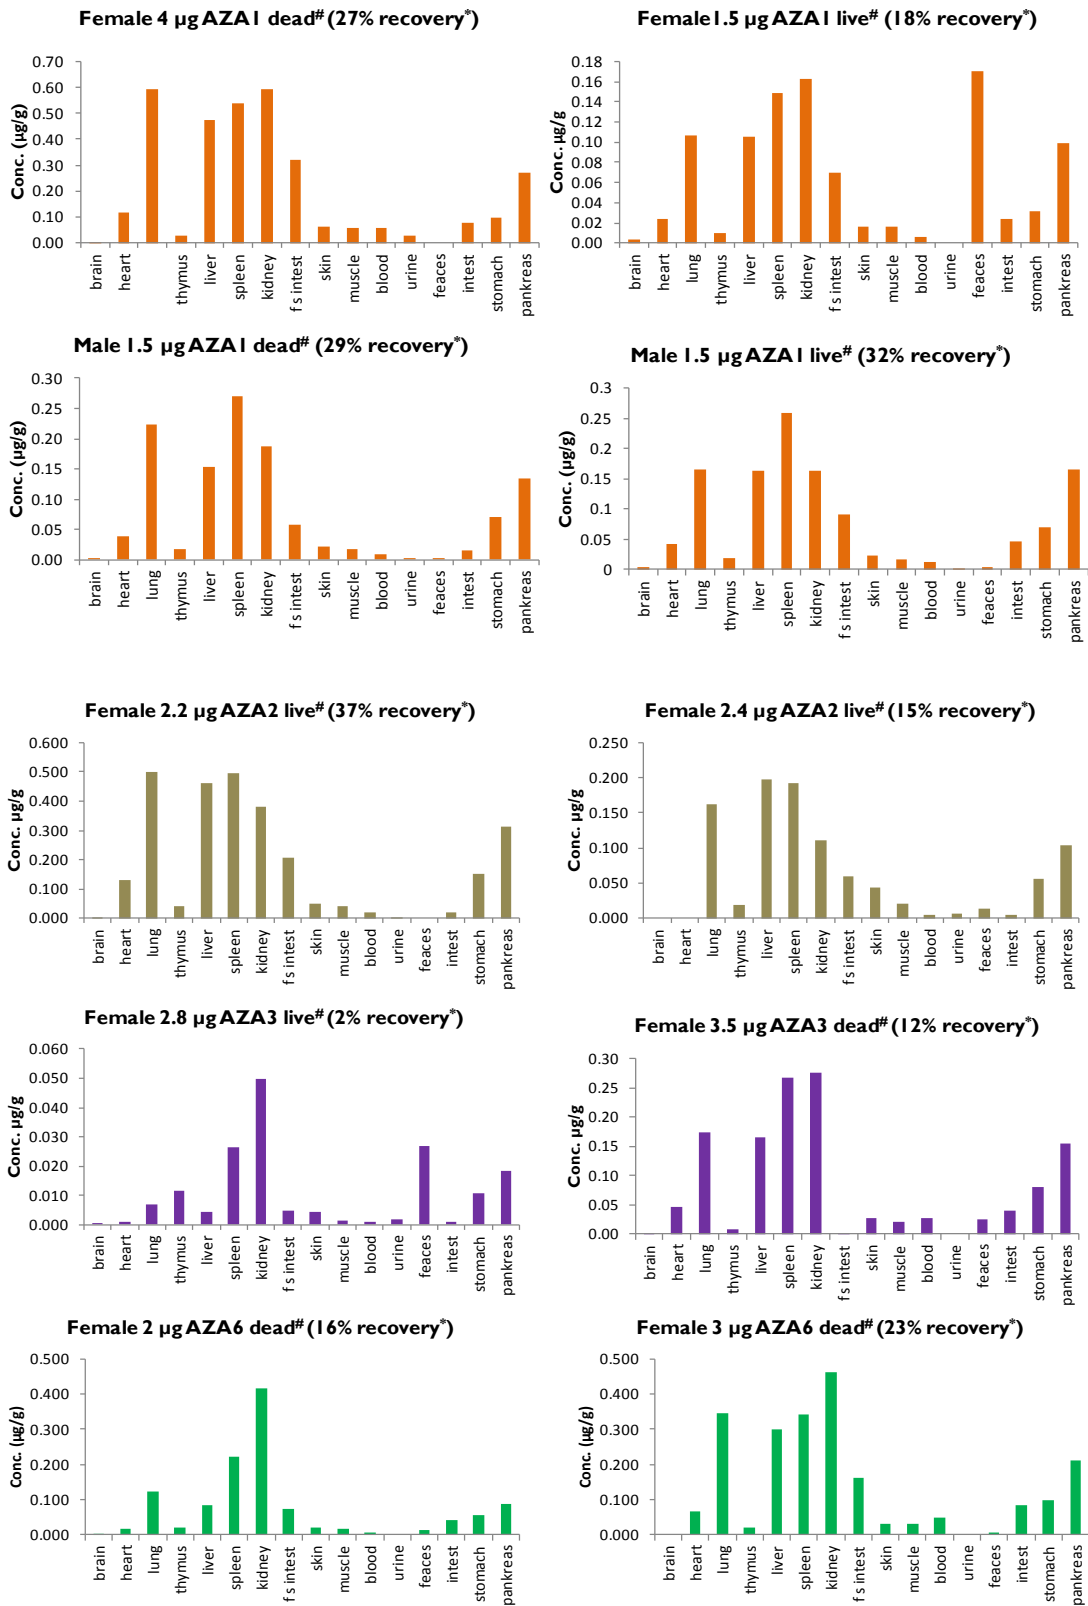 Female 4 µg AZA1 dead# (27% recovery*)
Conc. (µg/g)
0.70
0.60
0.50
0.40
0.30
0.20
0.10
0.00
brain
heart
thymus
liver
spleen
kidney
f s intest
skin
muscle
blood
urine
feaces
intest
stomach
pankreas
Female 1.5 µg AZA1 live# (18% recovery*)
Conc. µg/g
0.18
0.16
0.14
0.12
0.10
0.08
0.06
0.04
0.02
0.00
brain
heart
lung
thymus
liver
spleen
kidney
f s intest
skin
muscle
blood
urine
feaces
intest
stomach
pankreas
Male 1.5 µg AZA1 dead# (29% recovery*)
Conc. (µg/g)
0.30
0.25
0.20
0.15
0.10
0.05
0.00
brain
heart
lung
thymus
liver
spleen
kidney
f s intest
skin
muscle
blood
urine
feaces
intest
stomach
pankreas
Male 1.5 µg AZA1 live# (32% recovery*)
Conc. (µg/g)
0.3
0.25
0.2
0.15
0.1
0.05
0
brain
heart
lung
thymus
liver
spleen
kidney
f s intest
skin
muscle
blood
urine
feaces
intest
stomach
pankreas
Female 2.2 µg AZA2 live# (37% recovery*)
Conc. µg/g
0.600
0.500
0.400
0.300
0.200
0.100
0.000
brain
heart
lung
thymus
liver
spleen
kidney
f s intest
skin
muscle
blood
urine
feaces
intest
stomach
pankreas
Female 2.4 µg AZA2 live# (15% recovery*)
Conc. µg/g
0.250
0.200
0.150
0.100
0.050
0.000
brain
heart
lung
thymus
liver
spleen
kidney
f s intest
skin
muscle
blood
urine
feaces
intest
stomach
pankreas
Female 2.8 µg AZA3 live# (2% recovery*)
Conc. µg/g
0.060
0.050
0.040
0.030
0.020
0.010
0.000
brain
heart
lung
thymus
liver
spleen
kidney
f s intest
skin
muscle
blood
urine
feaces
intest
stomach
pankreas
Female 3.5 µg AZA3 dead# (12% recovery*)
Conc. µg/g
0.30
0.25
0.20
0.15
0.10
0.05
0.00
brain
heart
lung
thymus
liver
spleen
kidney
f s intest
skin
muscle
blood
urine
feaces
intest
stomach
pankreas
Female 2 µg AZA6 dead# (16% recovery*)
Conc. (µg/g)
0.500
0.400
0.300
0.200
0.100
0.000
brain
heart
lung
thymus
liver
spleen
kidney
f s intest
skin
muscle
blood
urine
feaces
intest
stomach
pankreas
Female 3 µg AZA6 dead# (23% recovery*)
Conc. (µg/g)
0.500
0.400
0.300
0.200
0.100
0.000
brain
heart
lung
thymus
liver
spleen
kidney
f s intest
skin
muscle
blood
urine
feaces
intest
stomach
pankreas